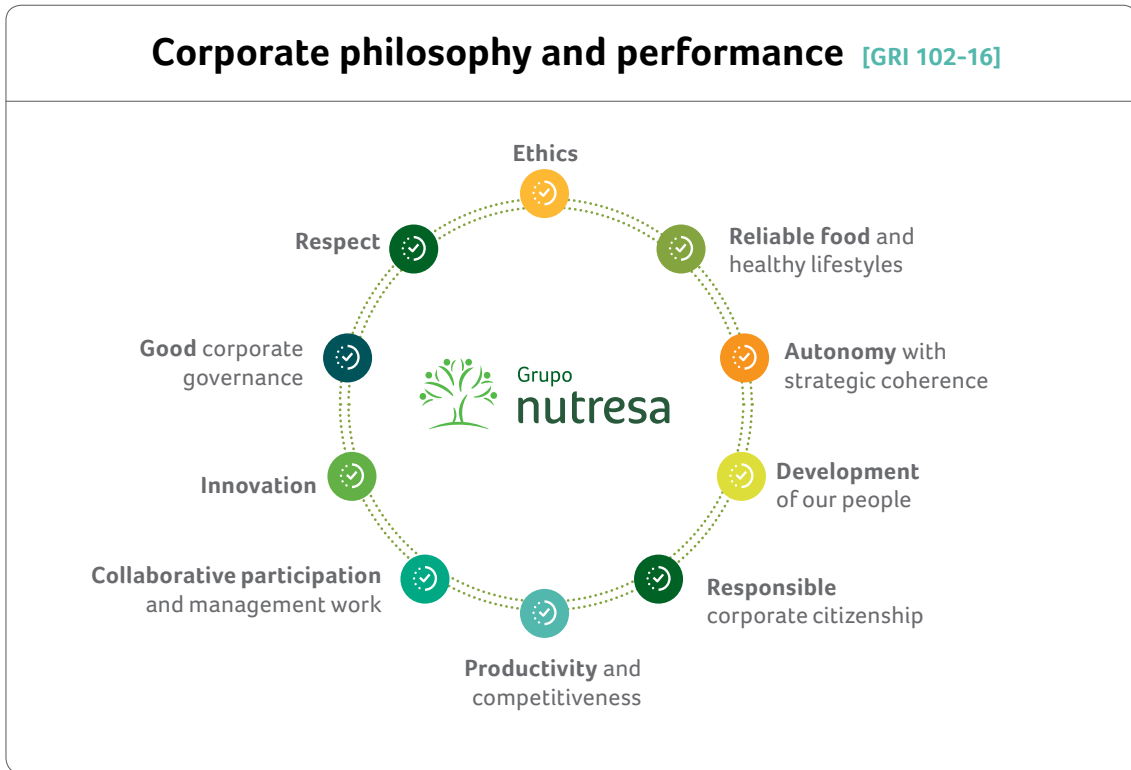 Corporate philosophy and performance [GRI 102-16]
Ethics
Reliable food and
healthy lifestyles
Autonomy with
strategic coherence
Development
of our people
Responsible
corporate citizenship
Productivity and
competitiveness
Collaborative participation
and management work
Innovation
Good corporate
governance
Respect
Grupo
nutresa